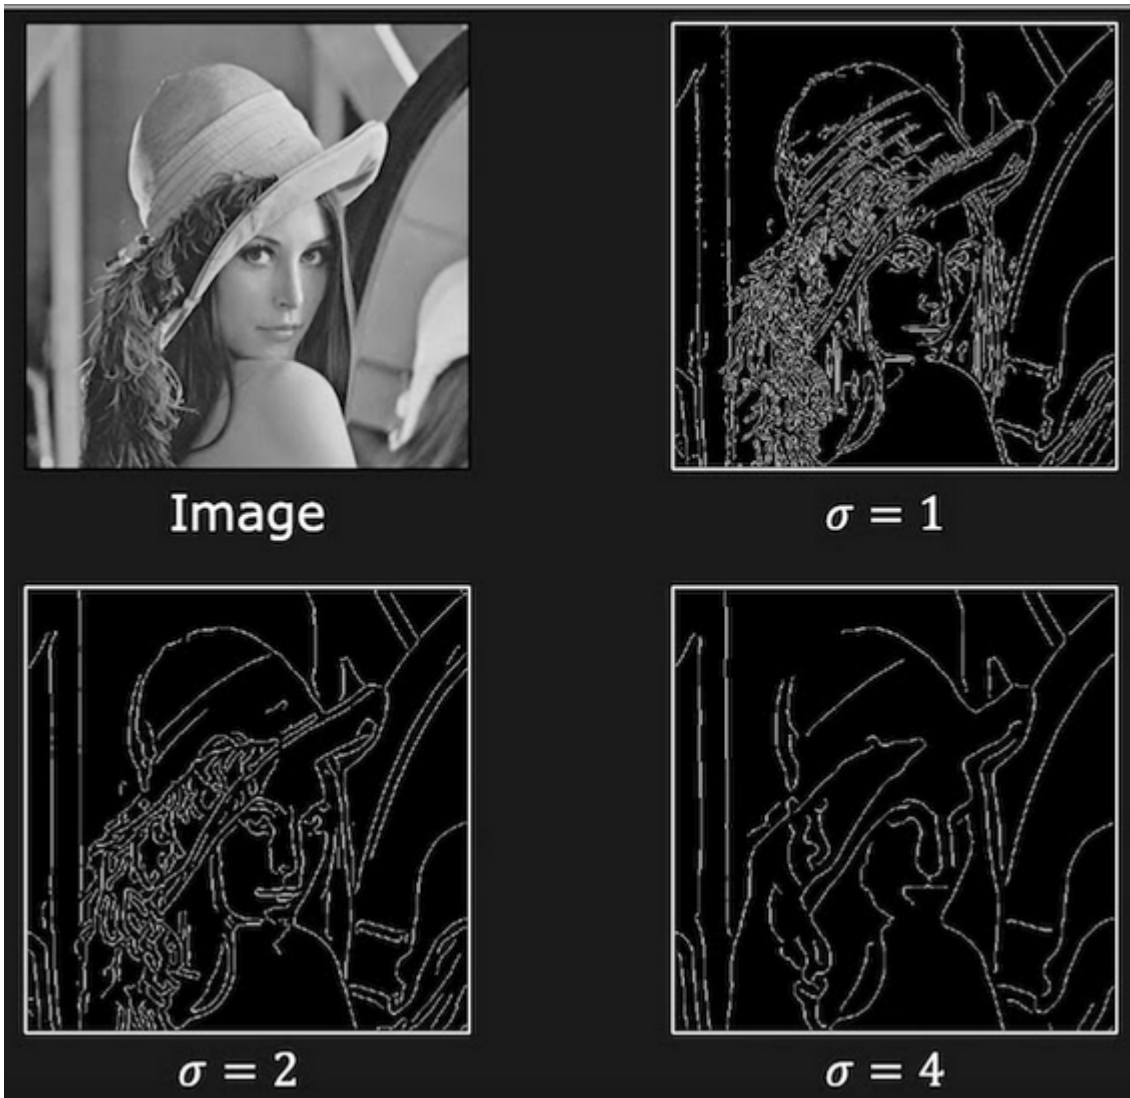 Image
σ = 1
σ = 2
σ = 4